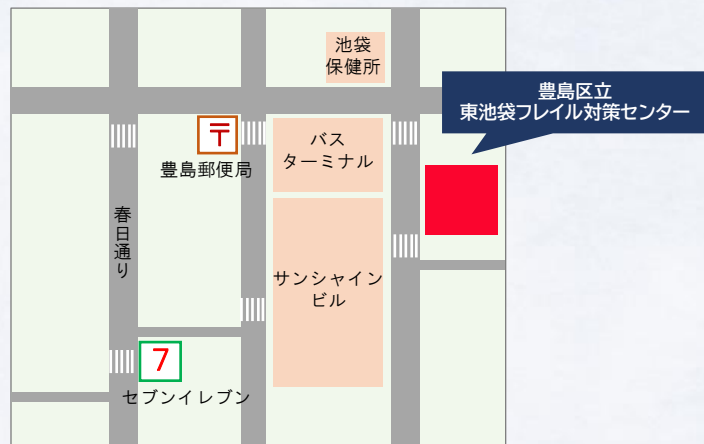 池袋
保健所
豊島区立
東池袋フレイル対策センター
〒
豊島郵便局
バス
ターミナル
春日通り
サンシャイン
ビル
7
セブンイレブン